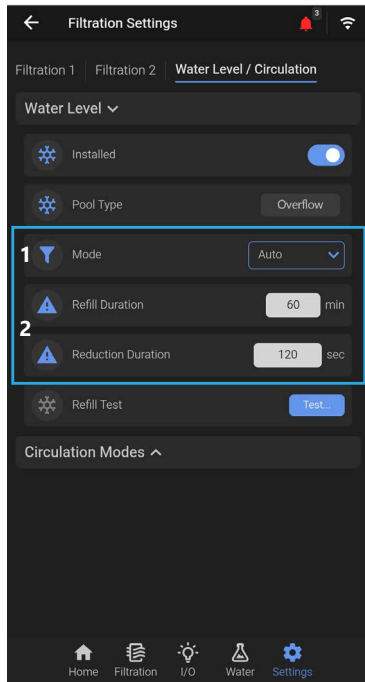 Filtration Settings
3
Filtration 1 | Filtration 2 | Water Level / Circulation
Water Level
Installed
Pool Type Overflow
1 Mode Auto
Refill Duration 60 min
2
Reduction Duration 120 sec
Refill Test Test...
Circulation Modes
Home Filtration I/O Water Settings